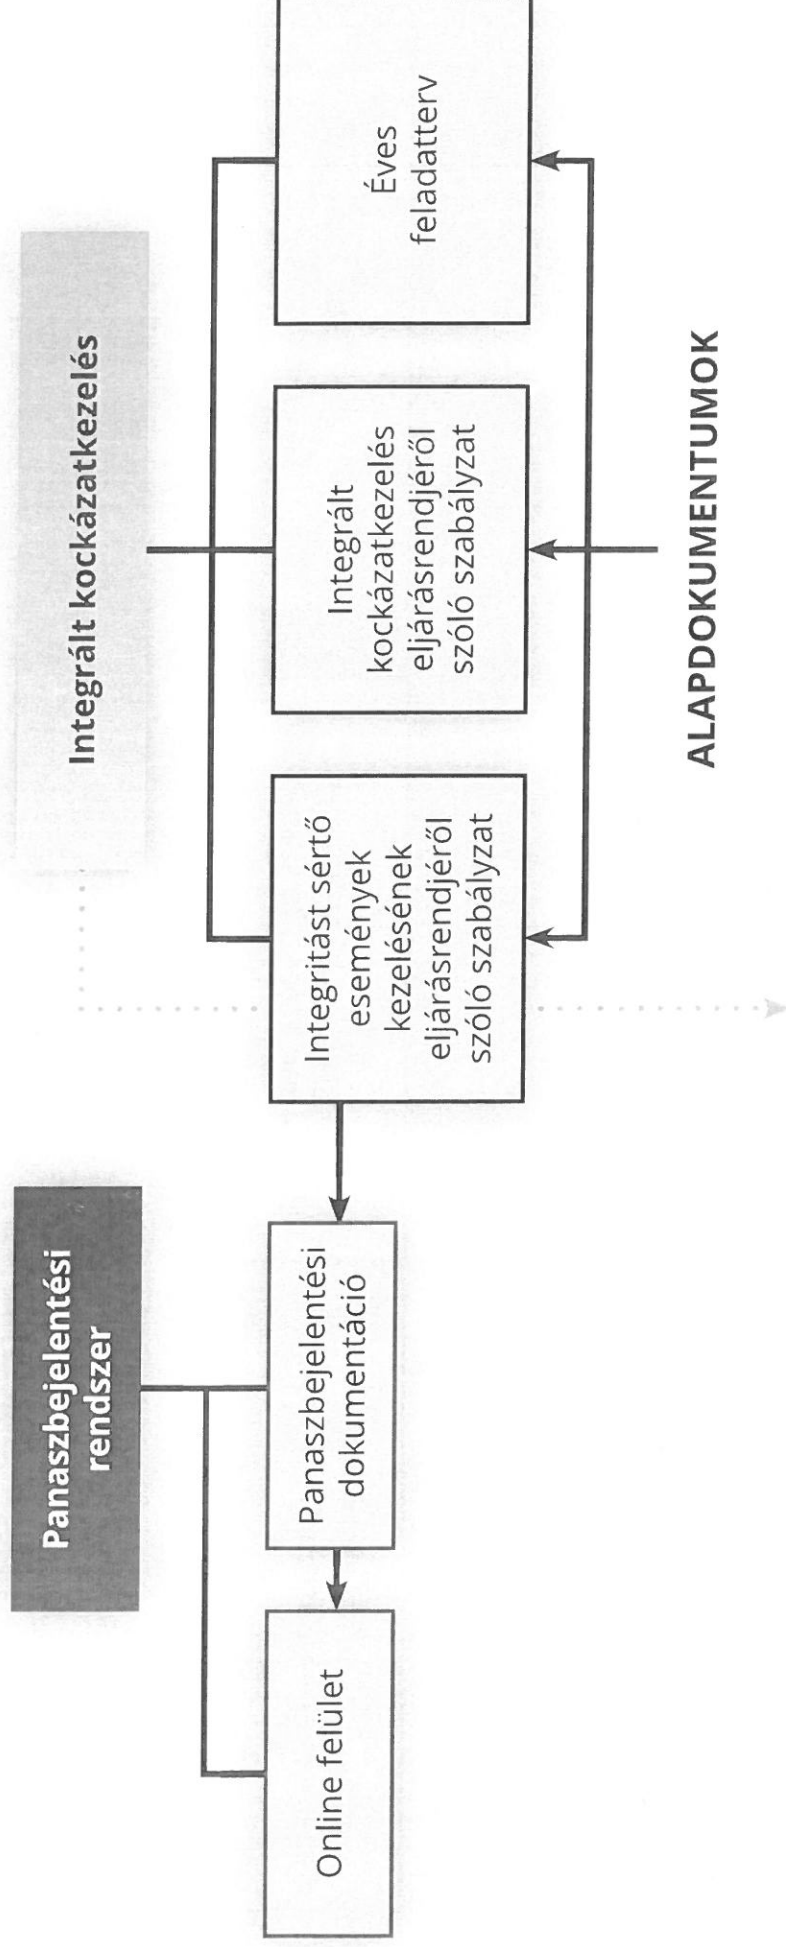 Panaszbejelentési
rendszer
Integrált kockázatkezelés
Online felület
Panaszbejelentési
dokumentáció
Integritást sértő
események
kezelésének
eljárásrendjéről
szóló szabályzat
Integrált
kockázatkezelés
eljárásrendjéről
szóló szabályzat
Éves
feladatterv
ALAPDOKUMENTUMOK